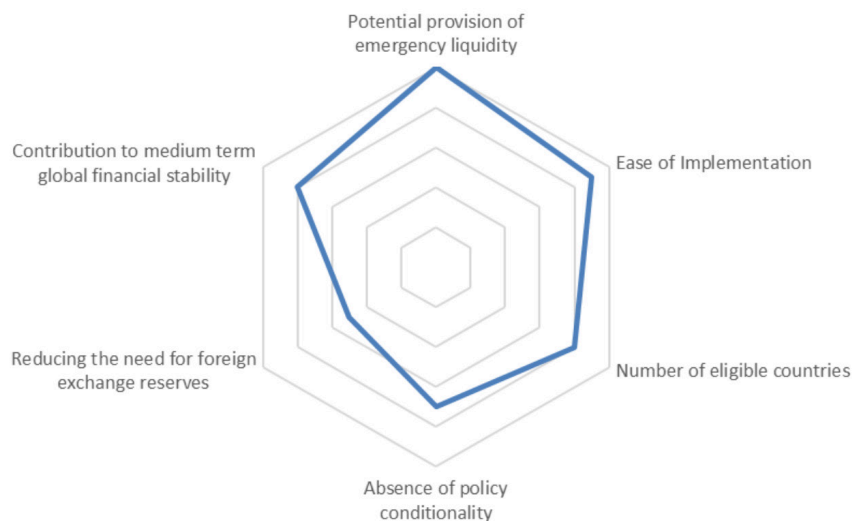 Potential provision of
emergency liquidity
Contribution to medium term
global financial stability
Ease of Implementation
Reducing the need for foreign
exchange reserves
Number of eligible countries
Absence of policy
conditionality